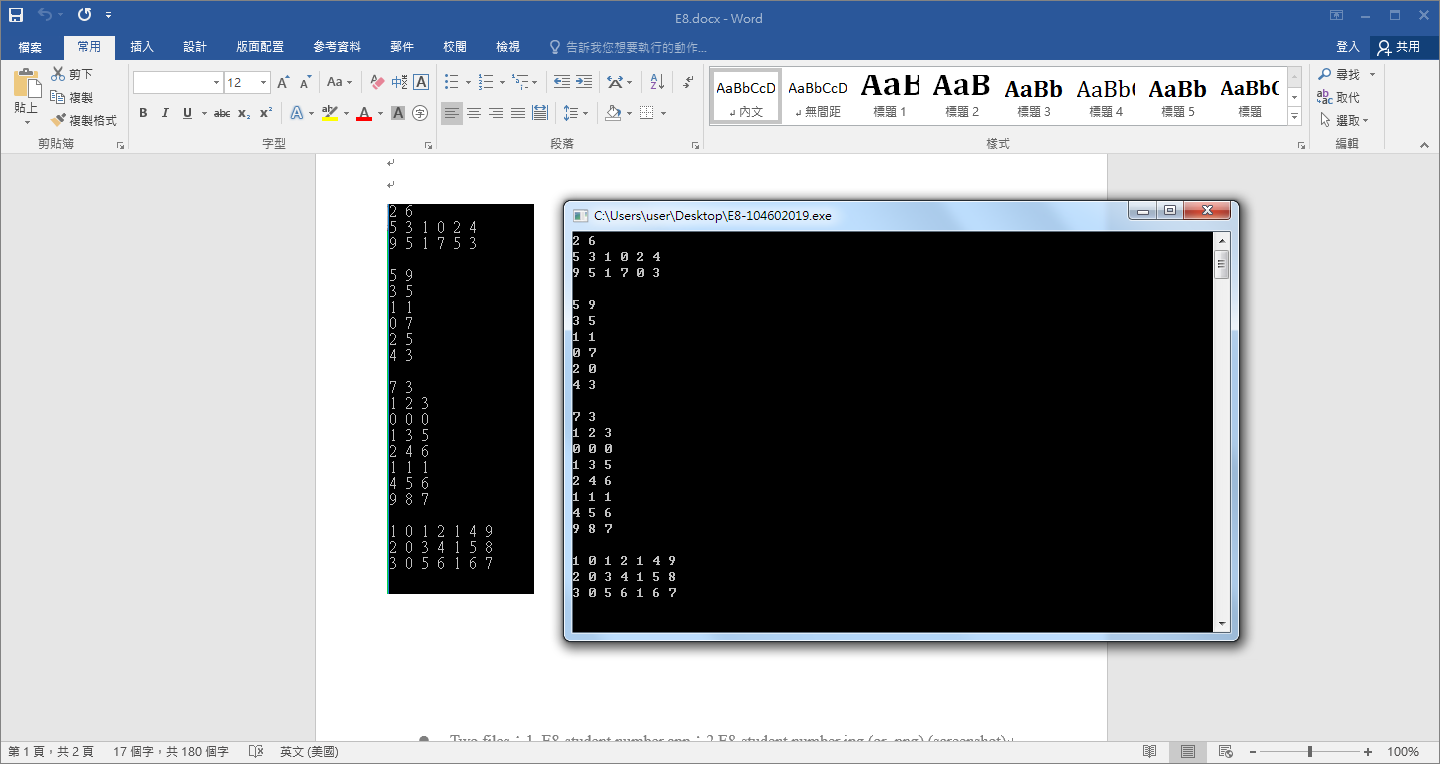 E8.docx - Word
檔案 常用 插入 設計 版面配置 參考資料 郵件 校閱 檢視 告訴我您想要執行的動作... 登入 共用
貼上
剪下
複製
複製格式
剪貼簿
12
Aa
中
A
B I U abc x₂ x² A aby A A 字
字型
段落
AaBbCcD AaBbCcD AaB AaB AaBb AaBb( AaBb AaBb(
內文 無間距 標題 1 標題 2 標題 3 標題 4 標題 5 標題
樣式
尋找
取代
選取
編輯
2 6
5 3 1 0 2 4
9 5 1 7 5 3
5 9
3 5
1 1
0 7
2 5
4 3
7 3
1 2 3
0 0 0
1 3 5
2 4 6
1 1 1
4 5 6
9 8 7
1 0 1 2 1 4 9
2 0 3 4 1 5 8
3 0 5 6 1 6 7
C:\Users\user\Desktop\E8-104602019.exe
2 6
5 3 1 0 2 4
9 5 1 7 0 3
5 9
3 5
1 1
0 7
2 0
4 3
7 3
1 2 3
0 0 0
1 3 5
2 4 6
1 1 1
4 5 6
9 8 7
1 0 1 2 1 4 9
2 0 3 4 1 5 8
3 0 5 6 1 6 7
第 1 頁，共 2 頁 17 個字，共 180 個字 英文 (美國) 100%